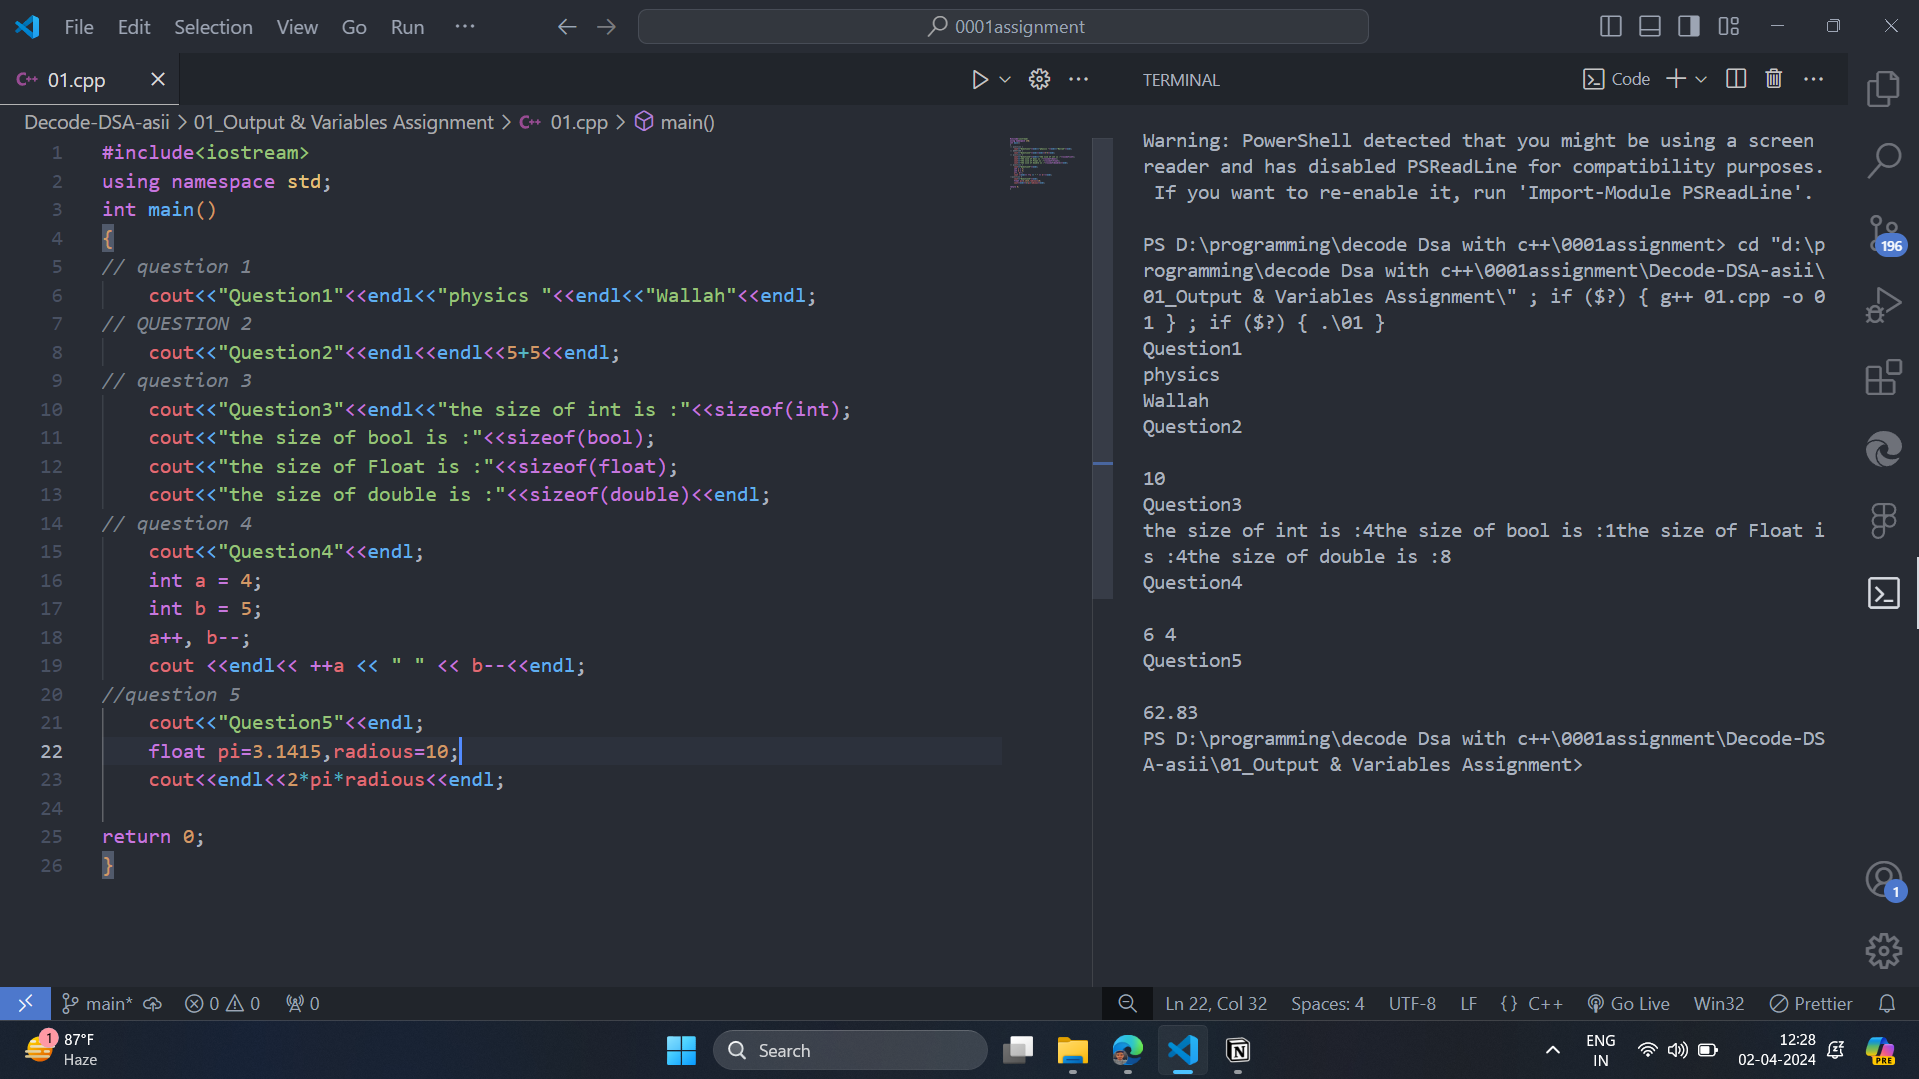 File Edit Selection View Go Run ··· 0001assignment
C++ 01.cpp
Decode-DSA-asii > 01_Output & Variables Assignment > C++ 01.cpp > main()
1 #include<iostream>
2 using namespace std;
3 int main()
4 {
5 // question 1
6 cout<<"Question1"<<endl<<"physics "<<endl<<"Wallah"<<endl;
7 // QUESTION 2
8 cout<<"Question2"<<endl<<endl<<5+5<<endl;
9 // question 3
10 cout<<"Question3"<<endl<<"the size of int is :"<<sizeof(int);
11 cout<<"the size of bool is :"<<sizeof(bool);
12 cout<<"the size of Float is :"<<sizeof(float);
13 cout<<"the size of double is :"<<sizeof(double)<<endl;
14 // question 4
15 cout<<"Question4"<<endl;
16 int a = 4;
17 int b = 5;
18 a++, b--;
19 cout <<endl<< ++a << " " << b--<<endl;
20 //question 5
21 cout<<"Question5"<<endl;
22 float pi=3.1415,radious=10;
23 cout<<endl<<2*pi*radious<<endl;
24
25 return 0;
26 }
TERMINAL Code
Warning: PowerShell detected that you might be using a screen
reader and has disabled PSReadLine for compatibility purposes.
If you want to re-enable it, run 'Import-Module PSReadLine'.
PS D:\programming\decode Dsa with c++\0001assignment> cd "d:\p
rogramming\decode Dsa with c++\0001assignment\Decode-DSA-asii\
01_Output & Variables Assignment\" ; if ($?) { g++ 01.cpp -o 0
1 } ; if ($?) { .\01 }
Question1
physics
Wallah
Question2
10
Question3
the size of int is :4the size of bool is :1the size of Float i
s :4the size of double is :8
Question4
6 4
Question5
62.83
PS D:\programming\decode Dsa with c++\0001assignment\Decode-DS
A-asii\01_Output & Variables Assignment>
196
1
main* 0 0 0 Ln 22, Col 32 Spaces: 4 UTF-8 LF {} C++ Go Live Win32 Prettier
1 87°F
Haze
Search
ENG
IN
12:28
02-04-2024
PRE